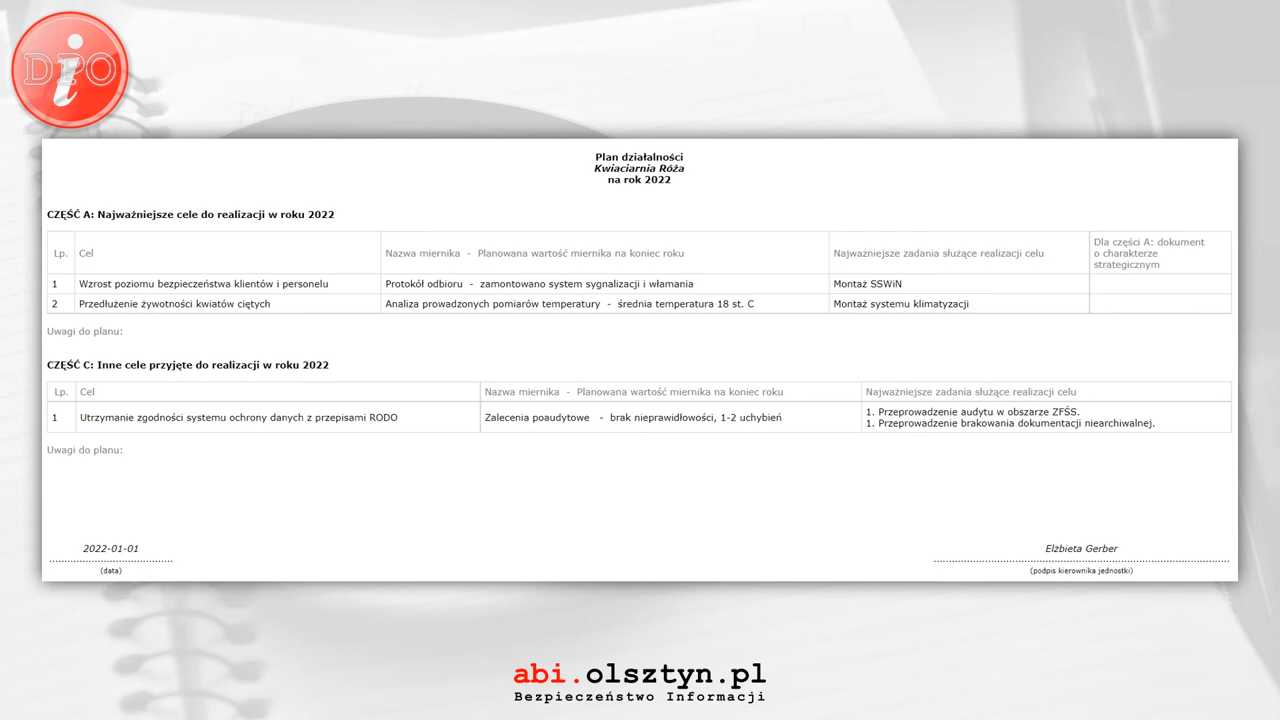 DPO
i
Plan działalności
Kwiaciarnia Róża
na rok 2022
CZĘŚĆ A: Najważniejsze cele do realizacji w roku 2022
Lp. Cel Nazwa miernika - Planowana wartość miernika na koniec roku Najważniejsze zadania służące realizacji celu Dla części A: dokument
o charakterze
strategicznym
1 Wzrost poziomu bezpieczeństwa klientów i personelu Protokół odbioru - zamontowano system sygnalizacji i włamania Montaż SSWiN
2 Przedłużenie żywotności kwiatów ciętych Analiza prowadzonych pomiarów temperatury - średnia temperatura 18 st. C Montaż systemu klimatyzacji
Uwagi do planu:
CZĘŚĆ C: Inne cele przyjęte do realizacji w roku 2022
Lp. Cel Nazwa miernika - Planowana wartość miernika na koniec roku Najważniejsze zadania służące realizacji celu
1 Utrzymanie zgodności systemu ochrony danych z przepisami RODO Zalecenia poaudytowe - brak nieprawidłowości, 1-2 uchybień 1. Przeprowadzenie audytu w obszarze ZFŚS.
1. Przeprowadzenie brakowania dokumentacji niearchiwalnej.
Uwagi do planu:
2022-01-01 Elżbieta Gerber
(data) (podpis kierownika jednostki)
abi.olsztyn.pl
Bezpieczeństwo Informacji